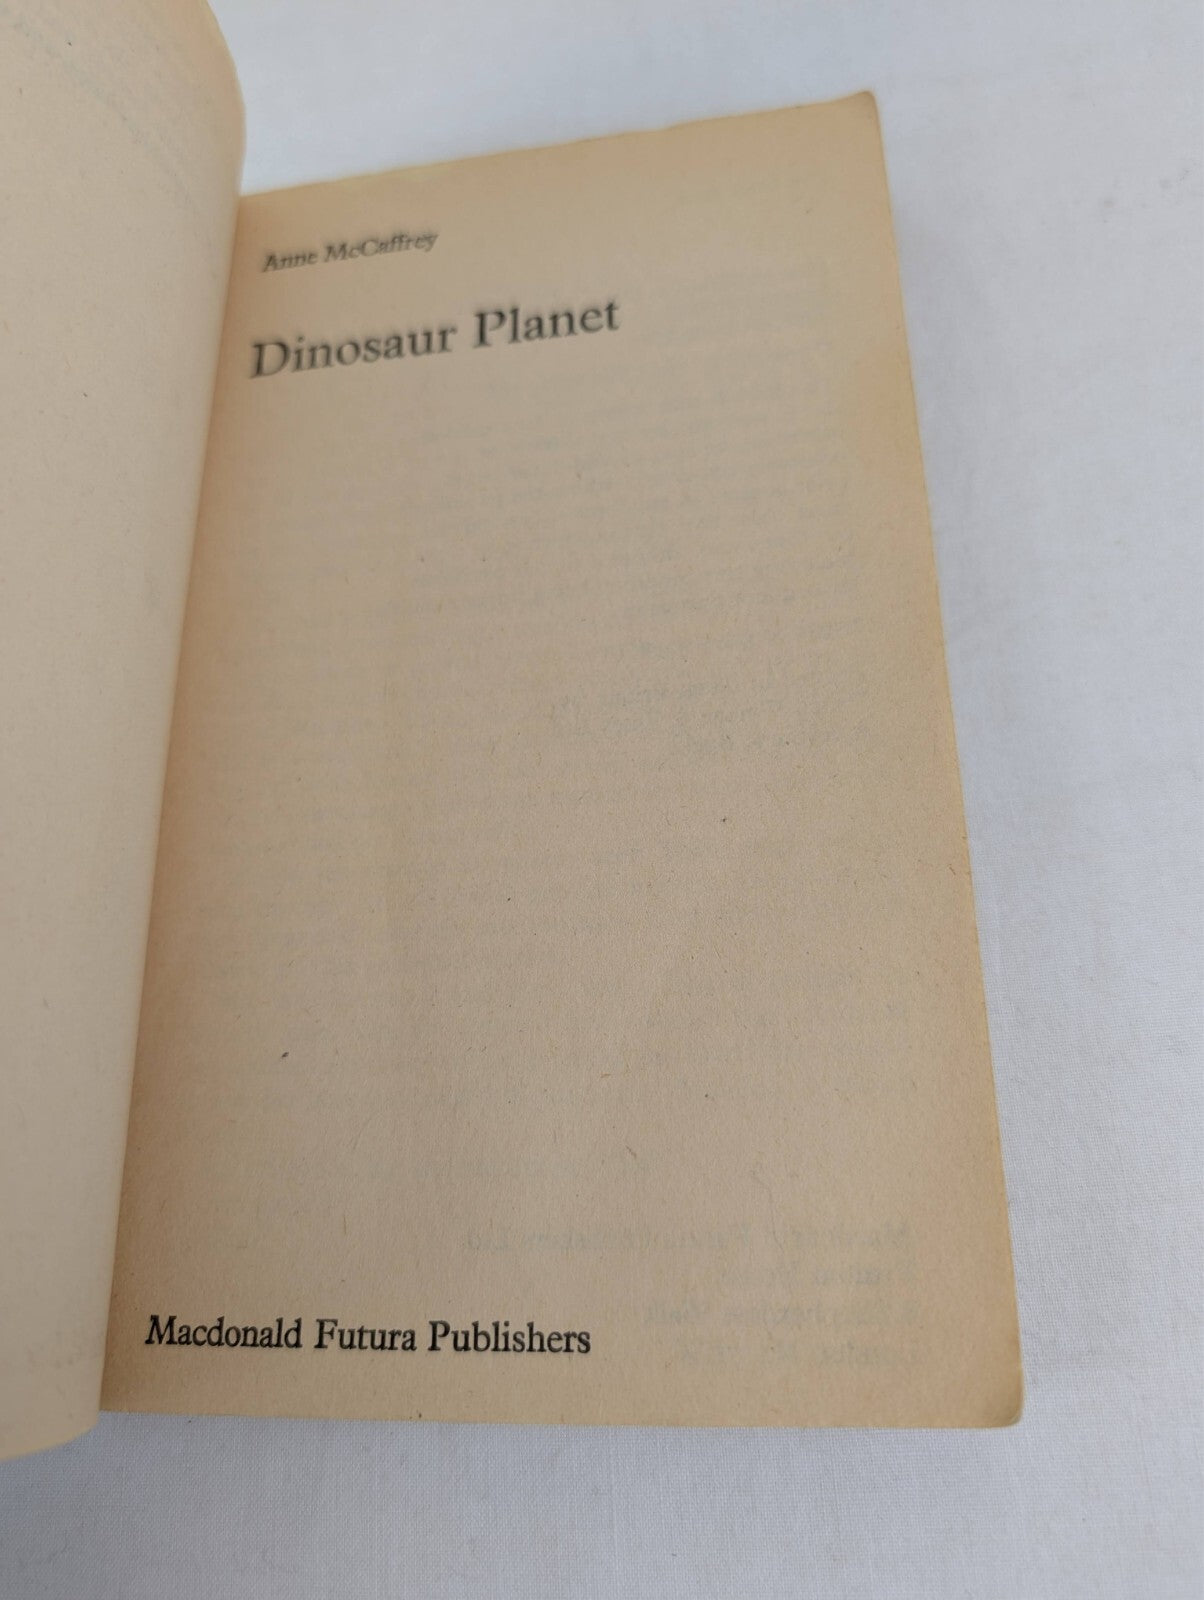 Anne McCaffrey
Dinosaur Planet
Macdonald Futura Publishers